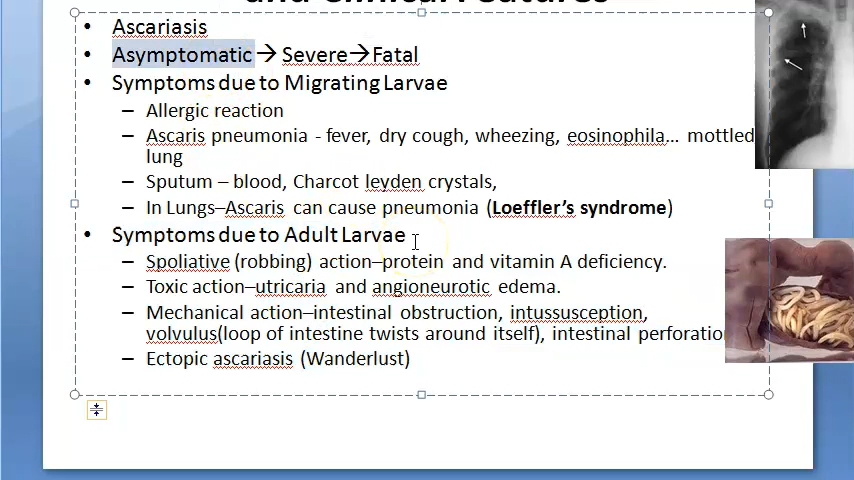 and Clinical Features
• Ascariasis
• Asymptomatic → Severe→Fatal
• Symptoms due to Migrating Larvae
– Allergic reaction
– Ascaris pneumonia - fever, dry cough, wheezing, eosinophila... mottled
lung
– Sputum – blood, Charcot leyden crystals,
– In Lungs–Ascaris can cause pneumonia (Loeffler's syndrome)
• Symptoms due to Adult Larvae
– Spoliative (robbing) action–protein and vitamin A deficiency.
– Toxic action–utricaria and angioneurotic edema.
– Mechanical action–intestinal obstruction, intussusception,
volvulus(loop of intestine twists around itself), intestinal perforation
– Ectopic ascariasis (Wanderlust)